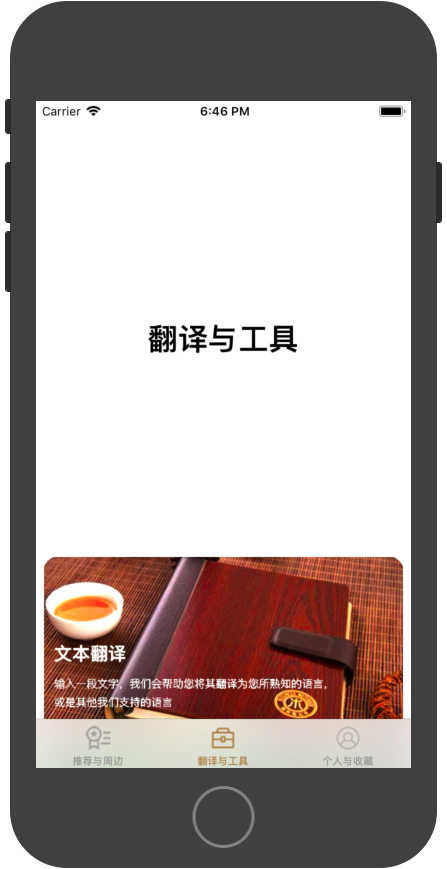 Carrier
6:46 PM
翻译与工具
文本翻译
输入一段文字，我们会帮助您将其翻译为您所熟知的语言，
或是其他我们支持的语言
推荐与周边
翻译与工具
个人与收藏